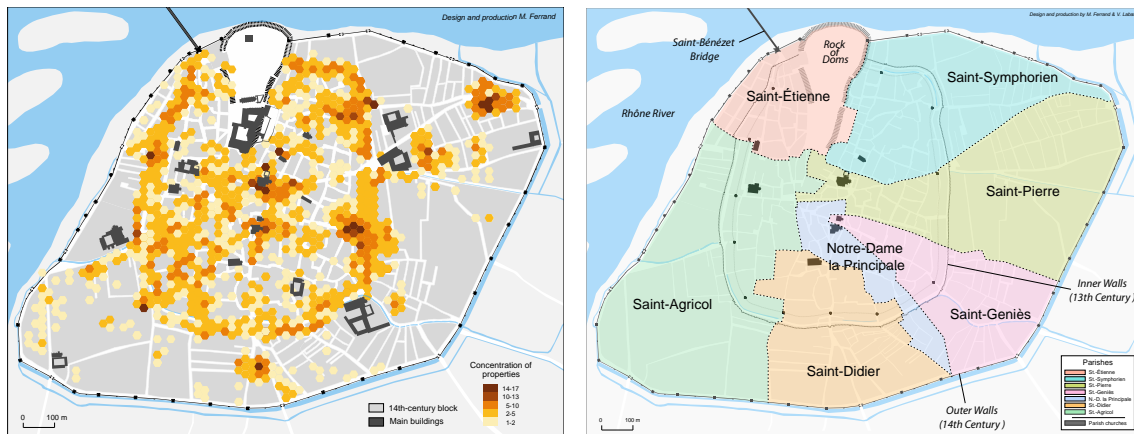 Design and production M. Ferrand
Concentration of
properties
14-17
10-13
5-10
2-5
1-2
14th-century block
Main buildings
0 100 m
Design and production by M. Ferrand & V. Laba
Saint-Bénézet
Bridge
Rock
of
Doms
Saint-Symphorien
Saint-Étienne
Rhône River
Saint-Pierre
Notre-Dame
la Principale
Saint-Agricol
Inner Walls
(13th Century)
Saint-Geniès
Saint-Didier
Outer Walls
(14th Century)
Parishes
St.-Étienne
St.-Symphorien
St.-Pierre
St.-Geniès
N.-D. la Principale
St.-Didier
St.-Agricol
Parish churches
0 100 m